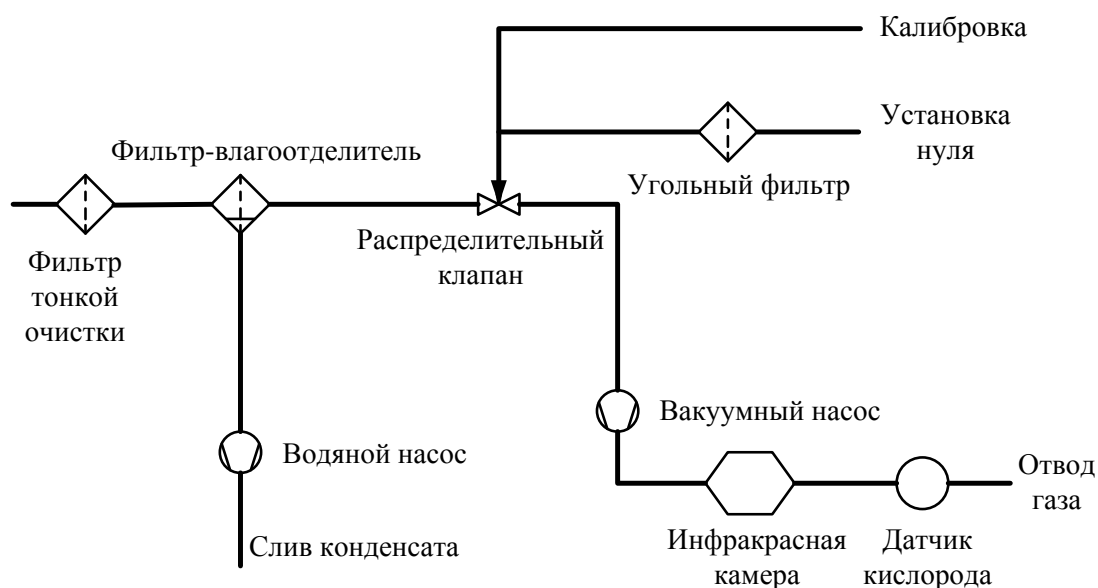 Калибровка
Установка
нуля
Фильтр-влагоотделитель
Угольный фильтр
Распределительный
клапан
Фильтр
тонкой
очистки
Вакуумный насос
Водяной насос
Отвод
газа
Слив конденсата
Инфракрасная
камера
Датчик
кислорода